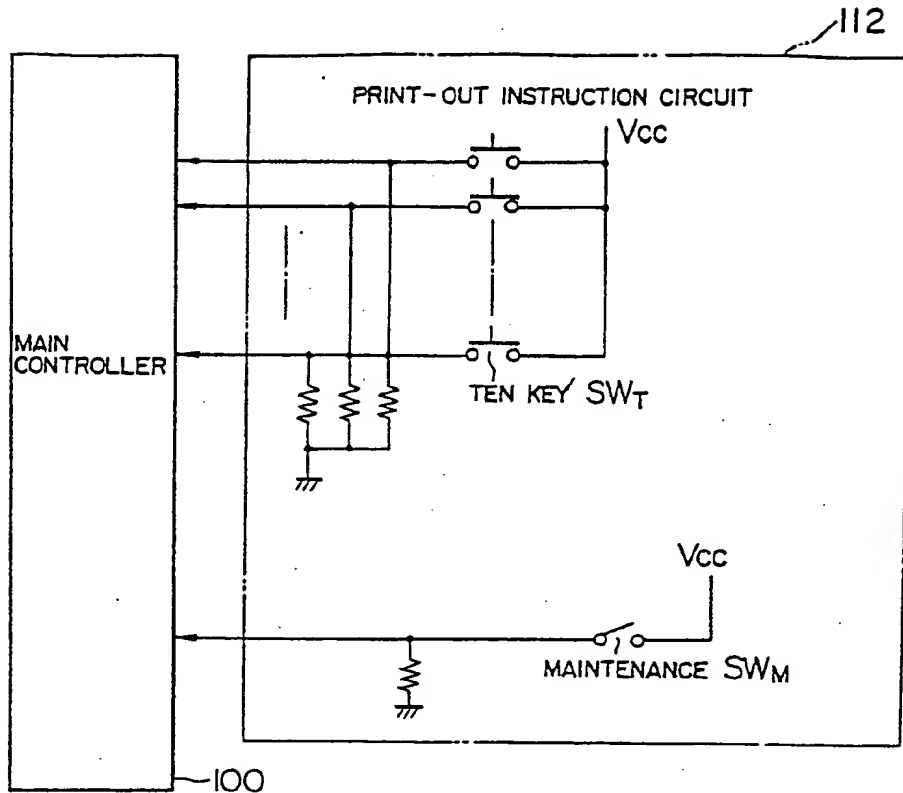 112
PRINT-OUT INSTRUCTION CIRCUIT
Vcc
MAIN
CONTROLLER
TEN KEY SWT
Vcc
MAINTENANCE SWM
100